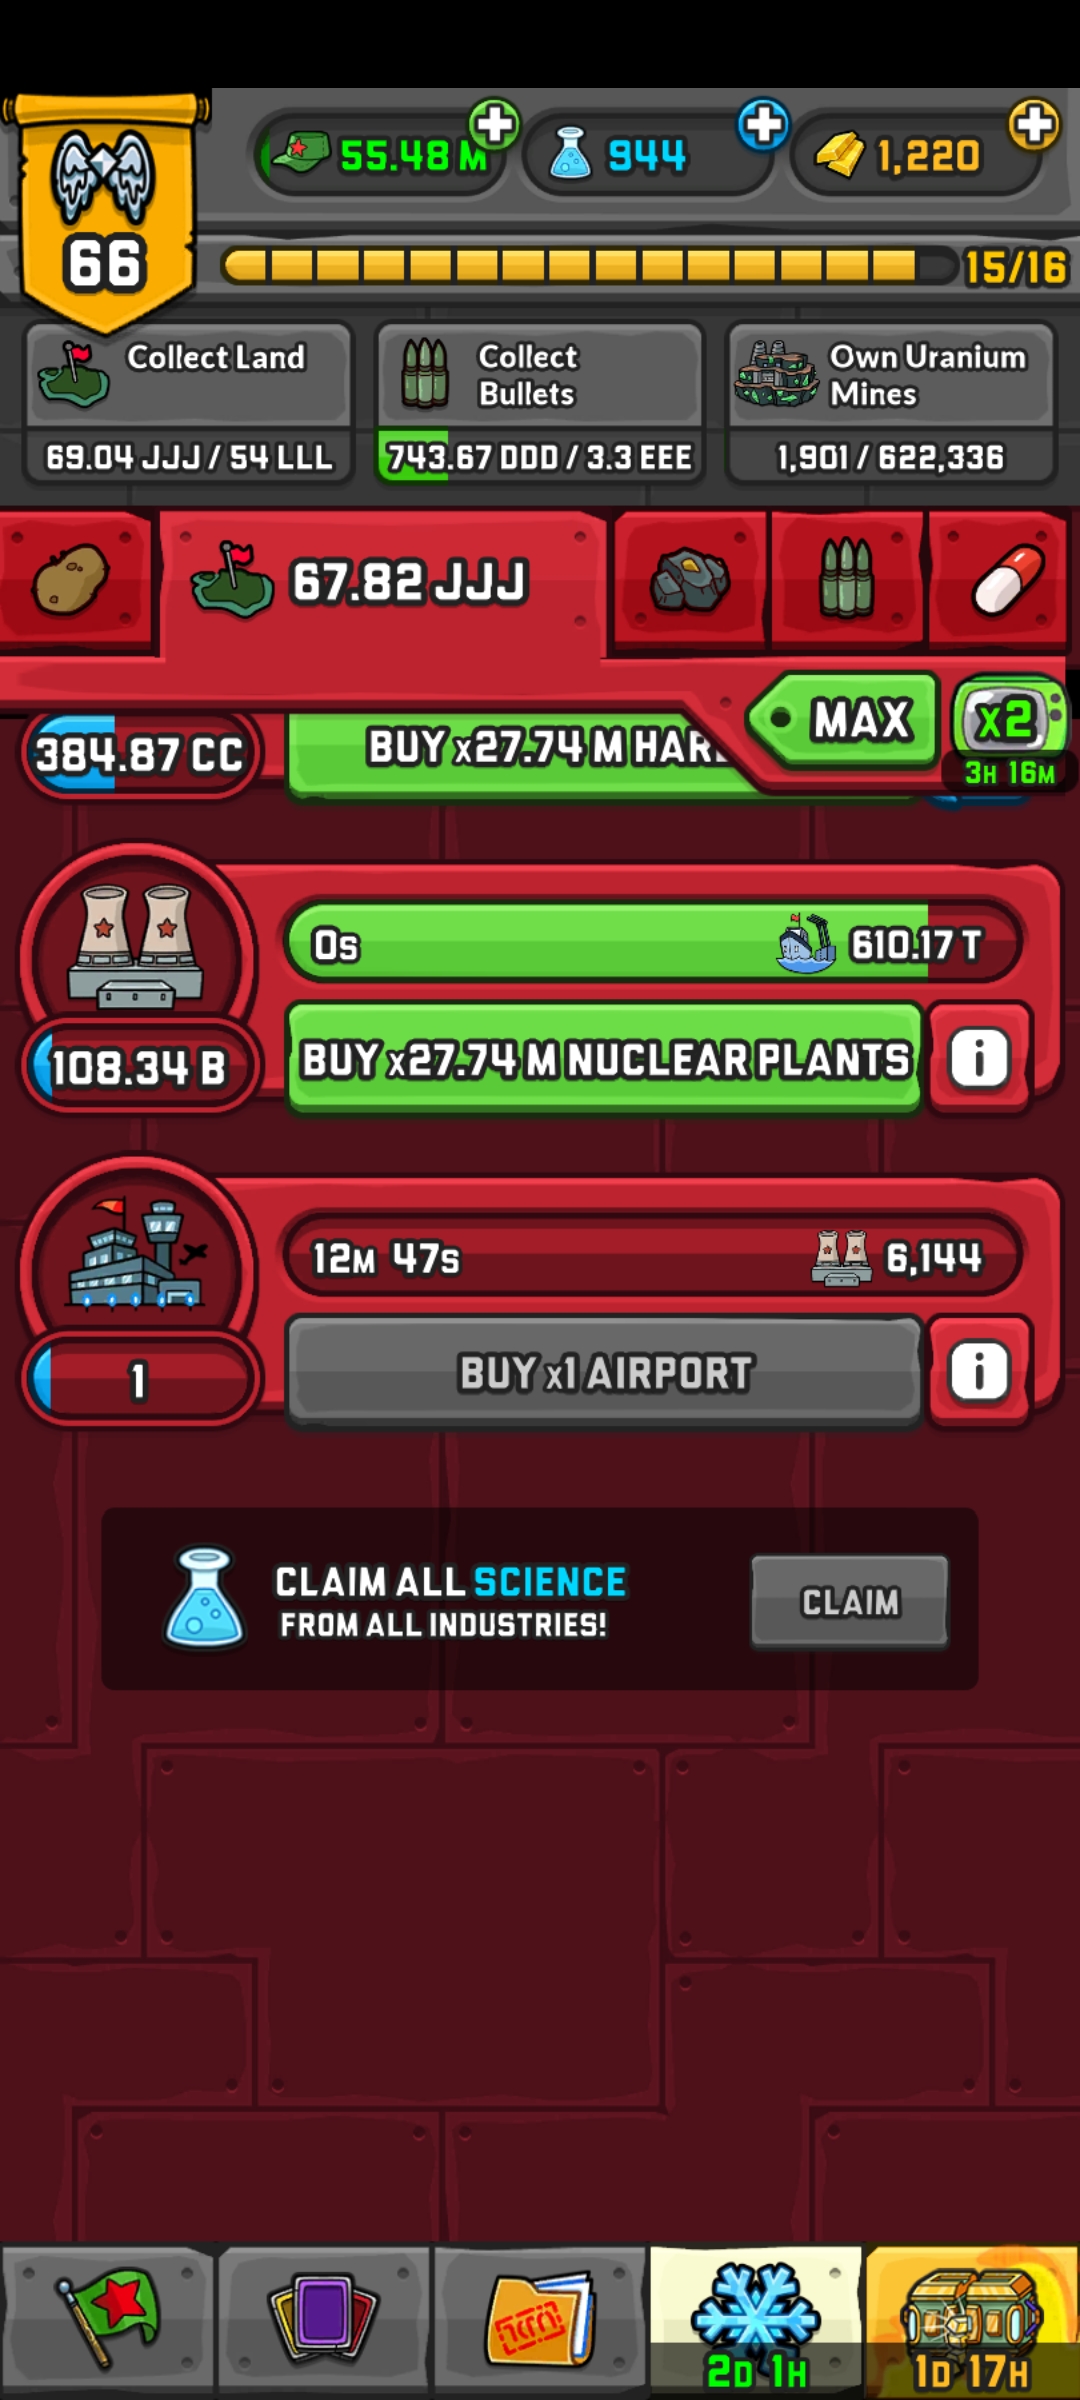 55.48 M
944
1,220
66
15/16
Collect Land
69.04 JJJ / 54 LLL
Collect
Bullets
743.67 DDD / 3.3 EEE
Own Uranium
Mines
1,901 / 622,336
67.82 JJJ
MAX
x2
3H 16M
384.87 CC
BUY x27.74 M
0s
610.17 T
108.34 B
BUY x27.74 M NUCLEAR PLANTS
i
12M 47s
6,144
1
BUY x1 AIRPORT
i
CLAIM ALL SCIENCE
FROM ALL INDUSTRIES!
CLAIM
2D 1H
1D 17H